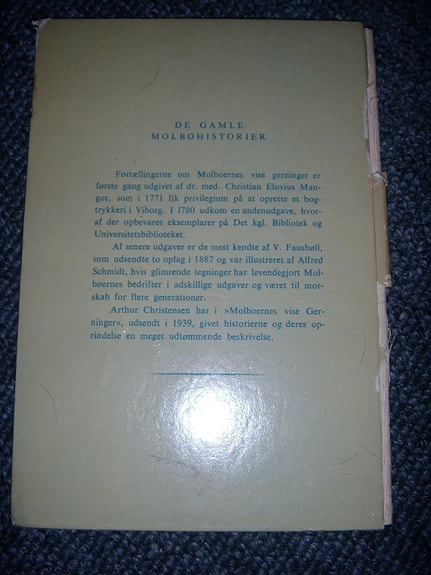 DE GAMLE
MOLBOHISTORIER
Fortællingerne om Molboernes vise gerninger er
første gang udgivet af dr. med. Christian Elovius Man-
gor, som i 1771 fik privilegium på at oprette et bog-
trykkeri i Viborg. I 1780 udkom en andenudgave, hvor-
af der opbevares eksemplarer på Det kgl. Bibliotek og
Universitetsbiblioteket.
Af senere udgaver er de mest kendte af V. Fausbøll,
som udsendte to oplag i 1887 og var illustreret af Alfred
Schmidt, hvis glimrende tegninger har levendegjort Mol-
boernes bedrifter i adskillige udgaver og været til mor-
skab for flere generationer.
Arthur Christensen har i »Molboernes vise Ger-
ninger«, udsendt i 1939, givet historierne og deres op-
rindelse en meget udtømmende beskrivelse.